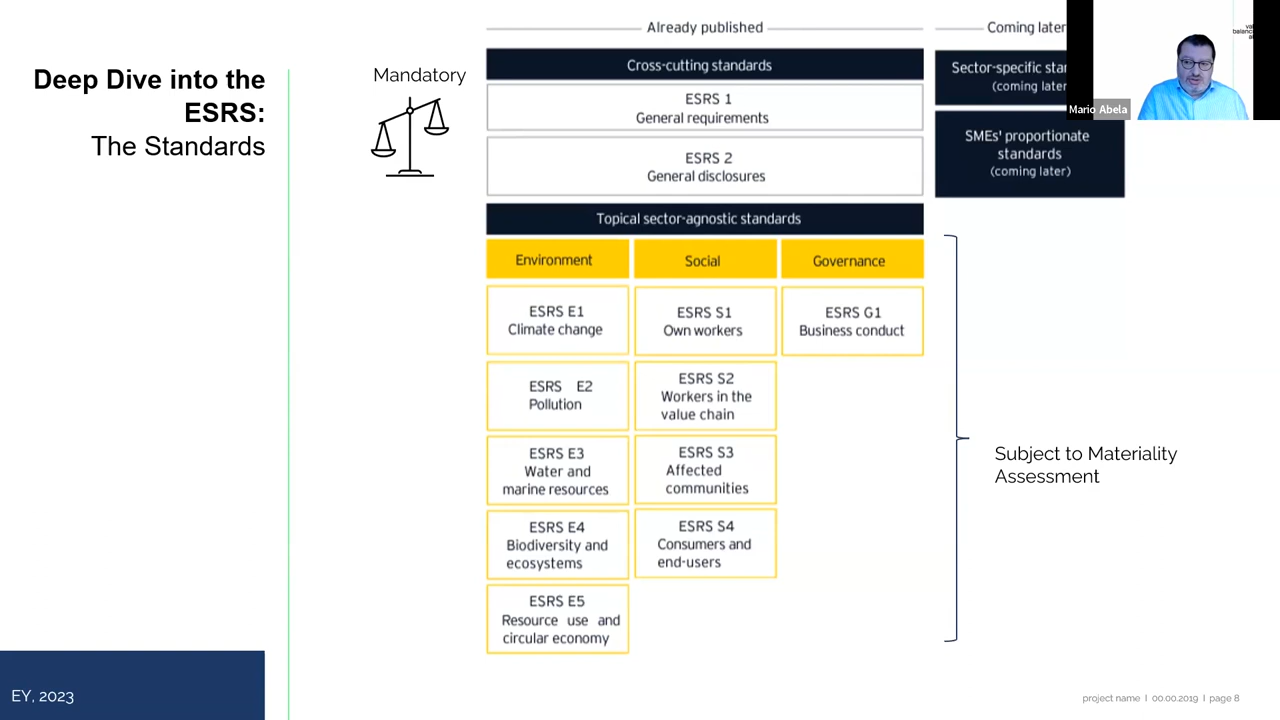 Deep Dive into the
ESRS:
The Standards
Mandatory
Already published
Cross-cutting standards
ESRS 1
General requirements
ESRS 2
General disclosures
Topical sector-agnostic standards
Environment
Social
Governance
ESRS E1
Climate change
ESRS S1
Own workers
ESRS G1
Business conduct
ESRS E2
Pollution
ESRS S2
Workers in the
value chain
ESRS E3
Water and
marine resources
ESRS S3
Affected
communities
ESRS E4
Biodiversity and
ecosystems
ESRS S4
Consumers and
end-users
ESRS E5
Resource use and
circular economy
Coming later
Sector-specific
(coming later
SMEs' proportionate
standards
(coming later)
Mario Abela
Subject to Materiality
Assessment
EY, 2023
project name I 00.00.2019 I page 8